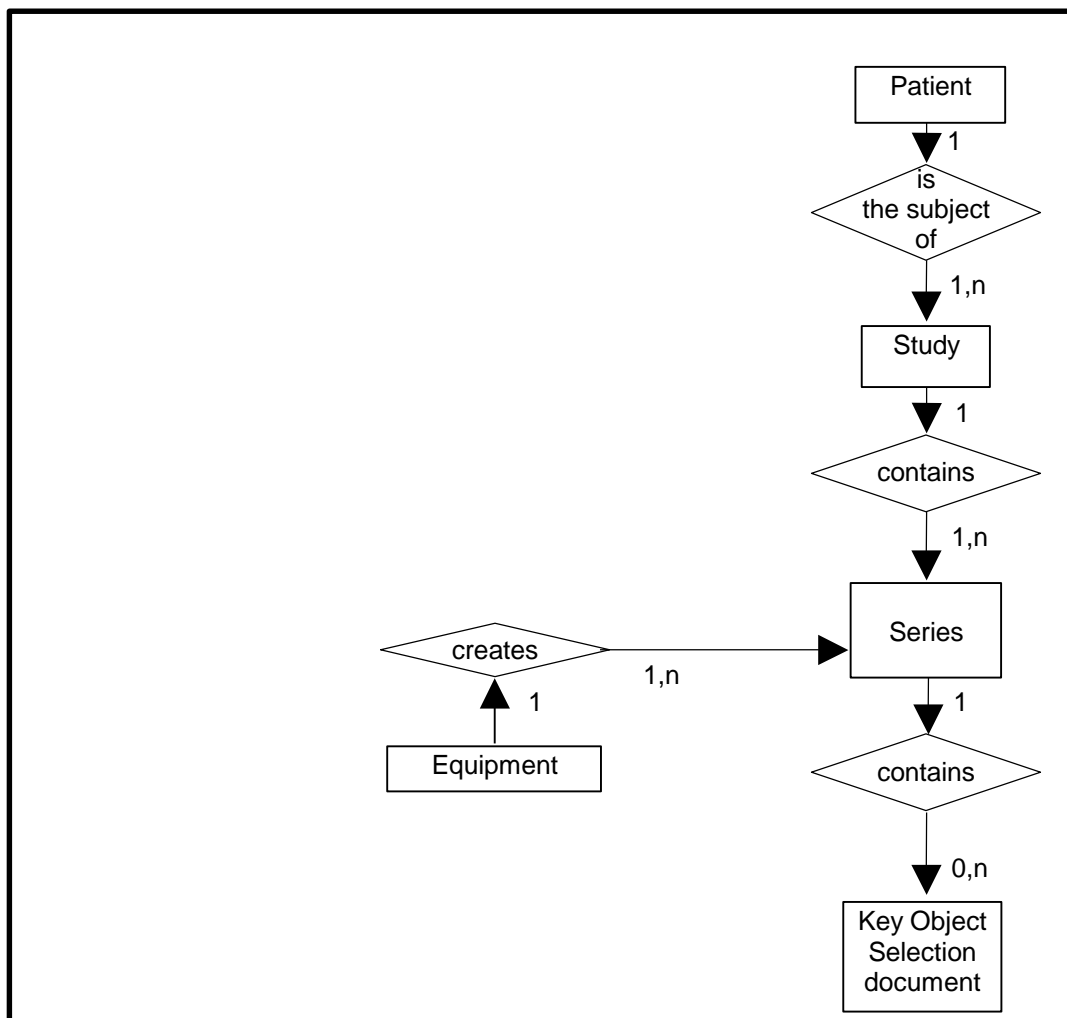 Patient
1
is
the subject
of
1,n
Study
1
contains
1,n
Series
creates
1,n
1
1
Equipment
contains
0,n
Key Object
Selection
document